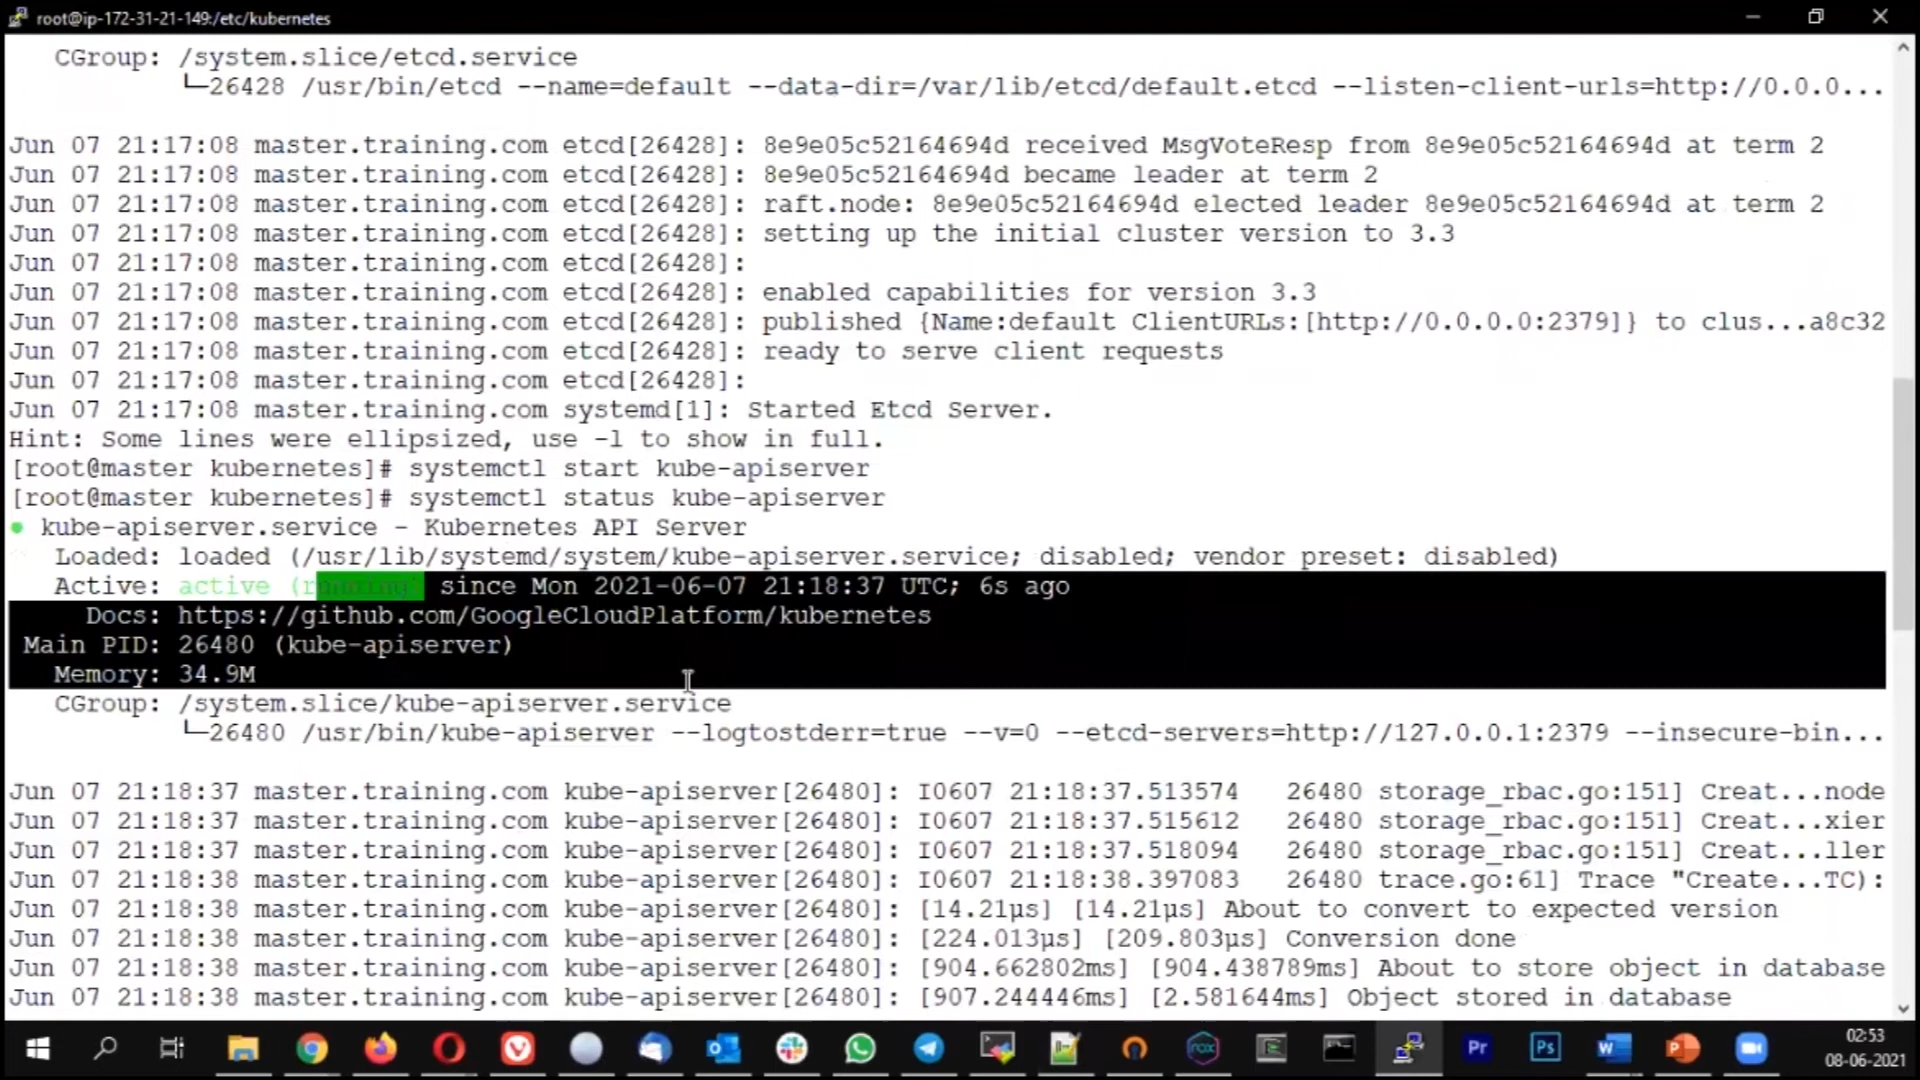 root@ip-172-31-21-149:/etc/kubernetes
CGroup: /system.slice/etcd.service
└─26428 /usr/bin/etcd --name=default --data-dir=/var/lib/etcd/default.etcd --listen-client-urls=http://0.0.0...
Jun 07 21:17:08 master.training.com etcd[26428]: 8e9e05c52164694d received MsgVoteResp from 8e9e05c52164694d at term 2
Jun 07 21:17:08 master.training.com etcd[26428]: 8e9e05c52164694d became leader at term 2
Jun 07 21:17:08 master.training.com etcd[26428]: raft.node: 8e9e05c52164694d elected leader 8e9e05c52164694d at term 2
Jun 07 21:17:08 master.training.com etcd[26428]: setting up the initial cluster version to 3.3
Jun 07 21:17:08 master.training.com etcd[26428]:
Jun 07 21:17:08 master.training.com etcd[26428]: enabled capabilities for version 3.3
Jun 07 21:17:08 master.training.com etcd[26428]: published {Name:default ClientURLs:[http://0.0.0.0:2379]} to clus...a8c32
Jun 07 21:17:08 master.training.com etcd[26428]: ready to serve client requests
Jun 07 21:17:08 master.training.com etcd[26428]:
Jun 07 21:17:08 master.training.com systemd[1]: Started Etcd Server.
Hint: Some lines were ellipsized, use -l to show in full.
[root@master kubernetes]# systemctl start kube-apiserver
[root@master kubernetes]# systemctl status kube-apiserver
● kube-apiserver.service - Kubernetes API Server
Loaded: loaded (/usr/lib/systemd/system/kube-apiserver.service; disabled; vendor preset: disabled)
Active: active (running) since Mon 2021-06-07 21:18:37 UTC; 6s ago
Docs: https://github.com/GoogleCloudPlatform/kubernetes
Main PID: 26480 (kube-apiserver)
Memory: 34.9M
CGroup: /system.slice/kube-apiserver.service
└─26480 /usr/bin/kube-apiserver --logtostderr=true --v=0 --etcd-servers=http://127.0.0.1:2379 --insecure-bin...
Jun 07 21:18:37 master.training.com kube-apiserver[26480]: I0607 21:18:37.513574 26480 storage_rbac.go:151] Creat...node
Jun 07 21:18:37 master.training.com kube-apiserver[26480]: I0607 21:18:37.515612 26480 storage_rbac.go:151] Creat...xier
Jun 07 21:18:37 master.training.com kube-apiserver[26480]: I0607 21:18:37.518094 26480 storage_rbac.go:151] Creat...ller
Jun 07 21:18:38 master.training.com kube-apiserver[26480]: I0607 21:18:38.397083 26480 trace.go:61] Trace "Create...TC):
Jun 07 21:18:38 master.training.com kube-apiserver[26480]: [14.21µs] [14.21µs] About to convert to expected version
Jun 07 21:18:38 master.training.com kube-apiserver[26480]: [224.013µs] [209.803µs] Conversion done
Jun 07 21:18:38 master.training.com kube-apiserver[26480]: [904.662802ms] [904.438789ms] About to store object in database
Jun 07 21:18:38 master.training.com kube-apiserver[26480]: [907.244446ms] [2.581644ms] Object stored in database
nox
Pr
Ps
W
P
02:53
08-06-2021